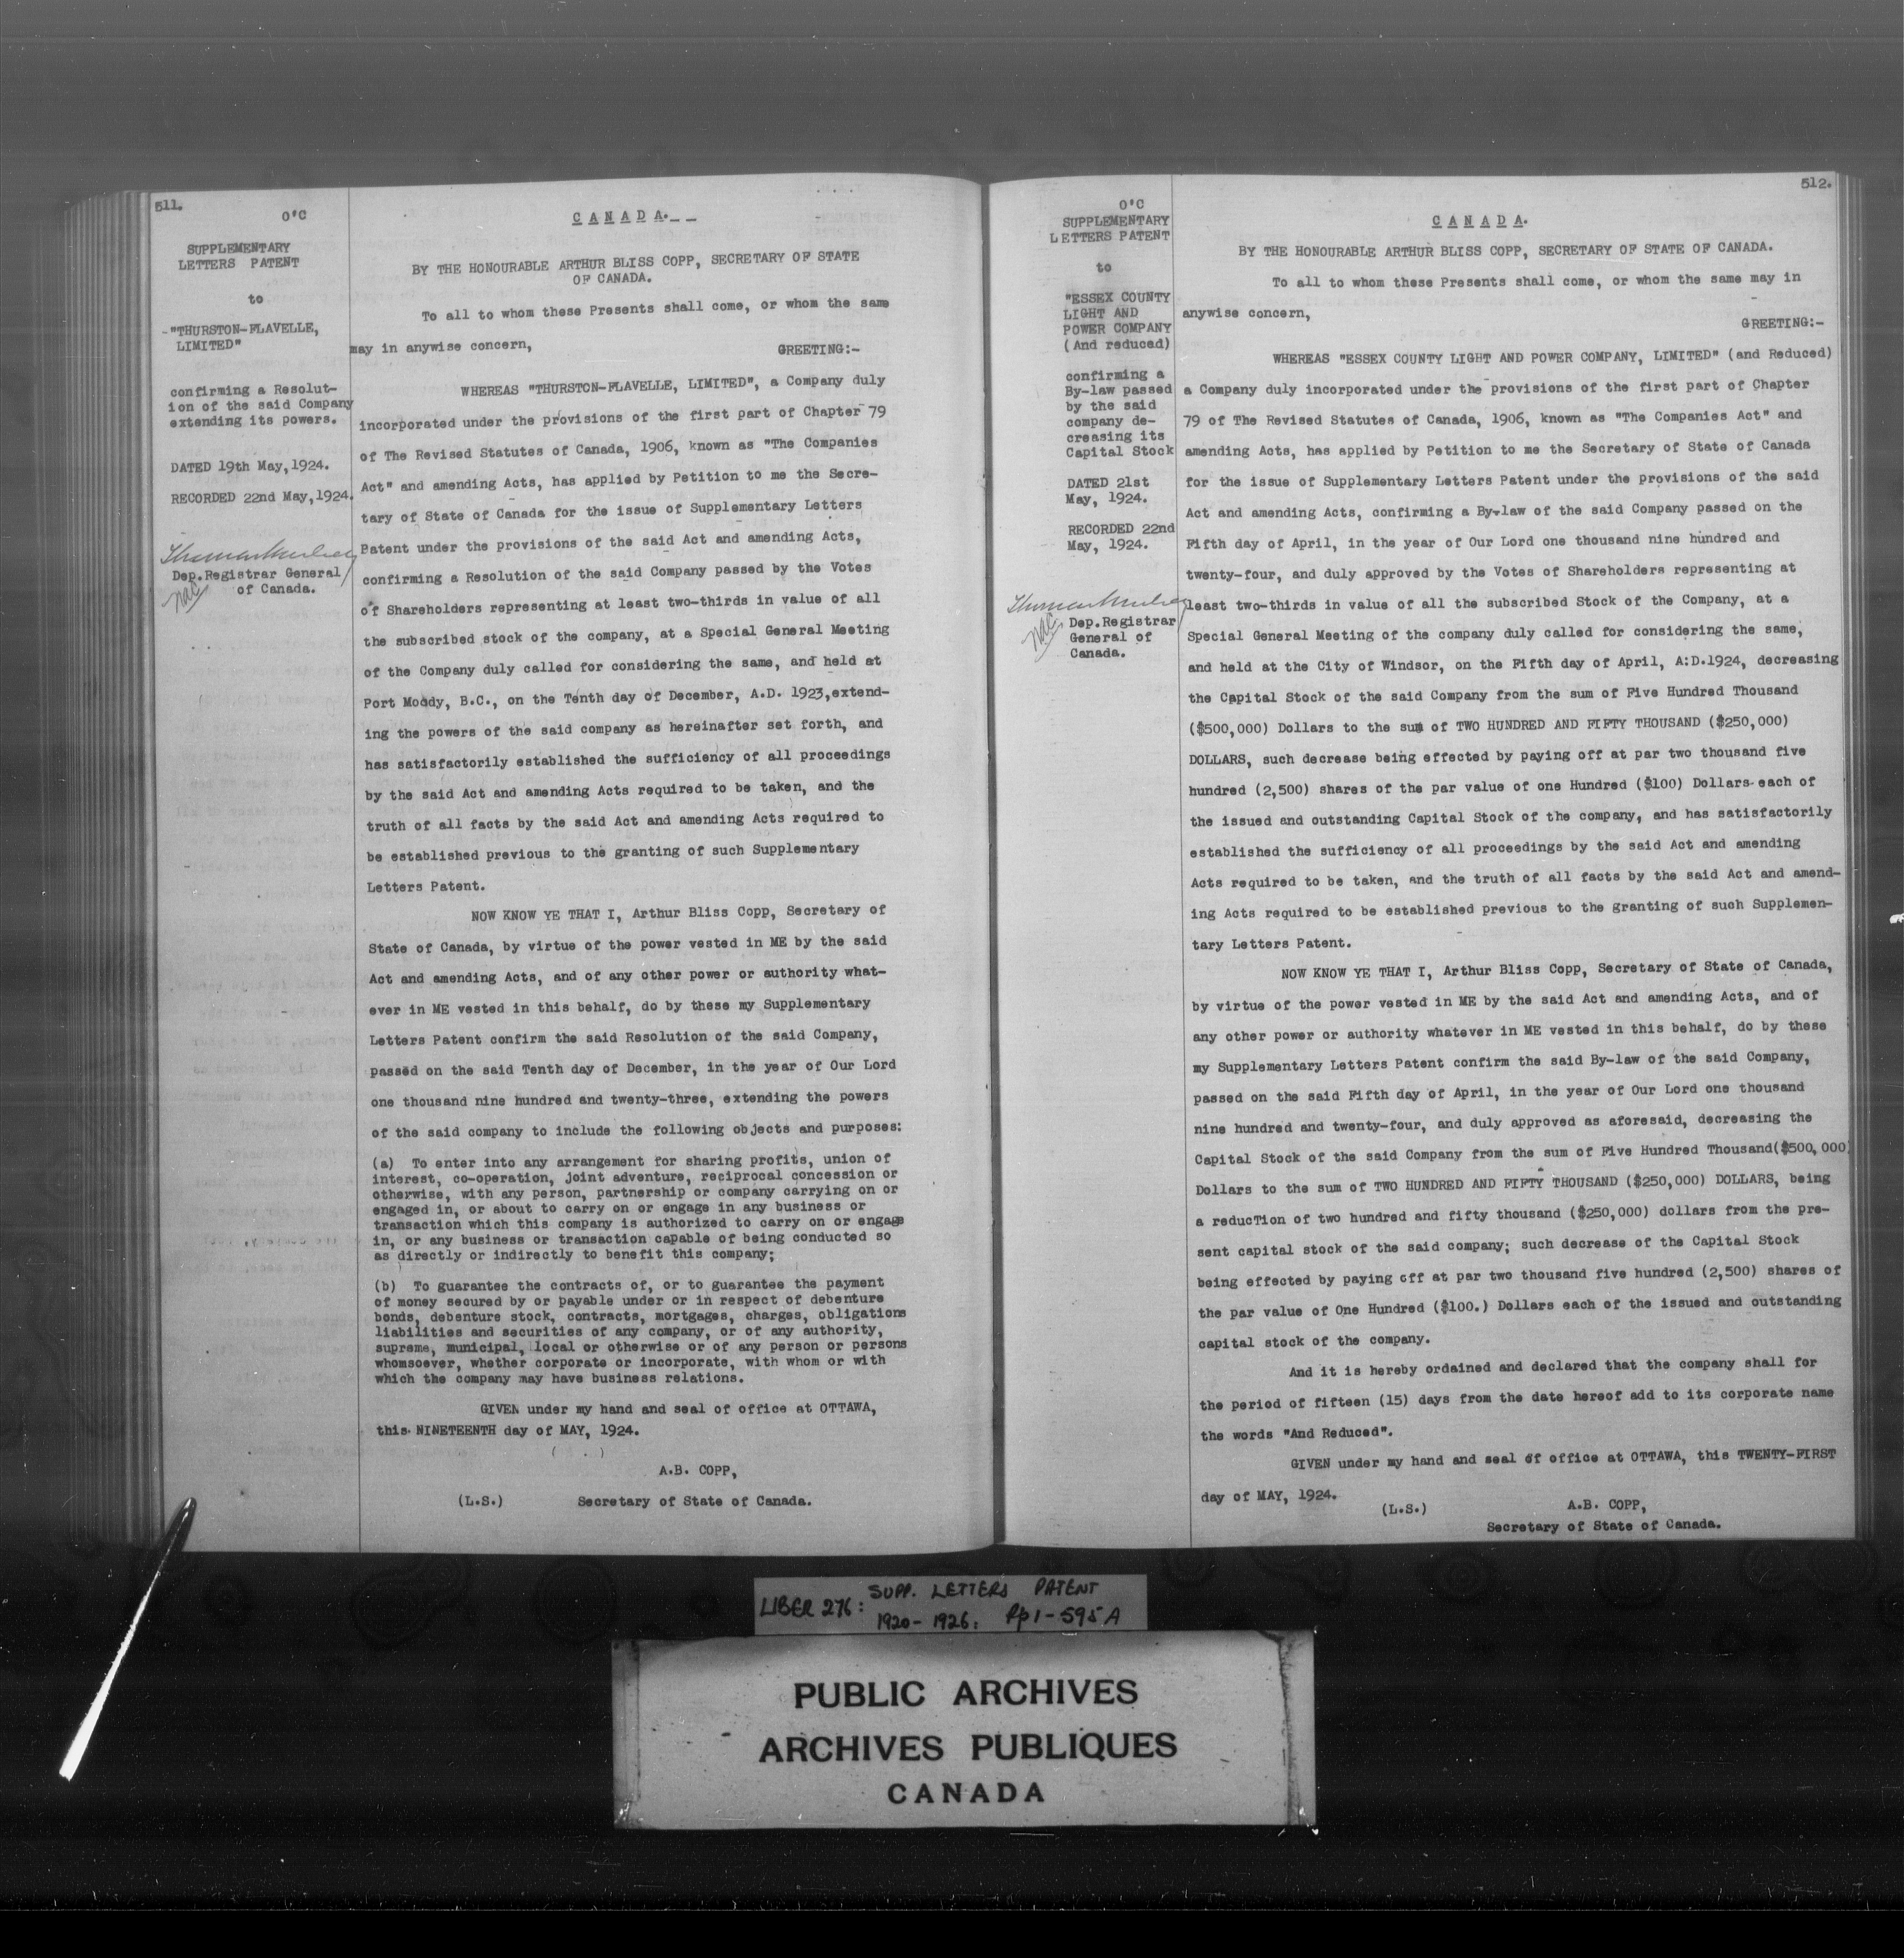 511.
O'C
SUPPLEMENTARY
LETTERS PATENT
to
"THURSTON-FLAVELLE,
LIMITED"
confirming a Resolut-
ion of the said Company
extending its powers.
DATED 19th May, 1924.
RECORDED 22nd May, 1924.
Dep. Registrar General
of Canada.
CANADA.
BY THE HONOURABLE ARTHUR BLISS COPP, SECRETARY OF STATE
OF CANADA.
To all to whom these Presents shall come, or whom the same
may in anywise concern,
GREETING:-
WHEREAS "THURSTON-FLAVELLE, LIMITED", a Company duly
incorporated under the provisions of the first part of Chapter 79
of The Revised Statutes of Canada, 1906, known as "The Companies
Act" and amending Acts, has applied by Petition to me the Secre-
tary of State of Canada for the issue of Supplementary Letters
Patent under the provisions of the said Act and amending Acts,
confirming a Resolution of the said Company passed by the Votes
of Shareholders representing at least two-thirds in value of all
the subscribed stock of the company, at a Special General Meeting
of the Company duly called for considering the same, and held at
Port Moody, B.C., on the Tenth day of December, A.D. 1923,extend-
ing the powers of the said company as hereinafter set forth, and
has satisfactorily established the sufficiency of all proceedings
by the said Act and amending Acts required to be taken, and the
truth of all facts by the said Act and amending Acts required to
be established previous to the granting of such Supplementary
Letters Patent.
NOW KNOW YE THAT I, Arthur Bliss Copp, Secretary of
State of Canada, by virtue of the power vested in ME by the said
Act and amending Acts, and of any other power or authority what-
ever in ME vested in this behalf, do by these my Supplementary
Letters Patent confirm the said Resolution of the said Company,
passed on the said Tenth day of December, in the year of Our Lord
one thousand nine hundred and twenty-three, extending the powers
of the said company to include the following objects and purposes:
(a) To enter into any arrangement for sharing profits, union of
interest, co-operation, joint adventure, reciprocal concession or
otherwise, with any person, partnership or company carrying on or
engaged in, or about to carry on or engage in any business or
transaction which this company is authorized to carry on or engage
in, or any business or transaction capable of being conducted so
as directly or indirectly to benefit this company;
(b) To guarantee the contracts of, or to guarantee the payment
of money secured by or payable under or in respect of debenture
bonds, debenture stock, contracts, mortgages, charges, obligations
liabilities and securities of any company, or of any authority,
supreme, municipal, local or otherwise or of any person or persons
whomsoever, whether corporate or incorporate, with whom or with
which the company may have business relations.
GIVEN under my hand and seal of office at OTTAWA,
this NINETEENTH day of MAY, 1924.
A.B. COPP,
(L.S.) Secretary of State of Canada.
512.
O'C
SUPPLEMENTARY
LETTERS PATENT
to
"ESSEX COUNTY
LIGHT AND
POWER COMPANY
(And reduced)
confirming a
By-law passed
by the said
company de-
creasing its
Capital Stock
DATED 21st
May, 1924.
RECORDED 22nd
May, 1924.
Dep.Registrar
General of
Canada.
CANADA.
BY THE HONOURABLE ARTHUR BLISS COPP, SECRETARY OF STATE OF CANADA.
To all to whom these Presents shall come, or whom the same may in
anywise concern,
GREETING:-
WHEREAS "ESSEX COUNTY LIGHT AND POWER COMPANY, LIMITED" (and Reduced)
a Company duly incorporated under the provisions of the first part of Chapter
79 of The Revised Statutes of Canada, 1906, known as "The Companies Act" and
amending Acts, has applied by Petition to me the Secretary of State of Canada
for the issue of Supplementary Letters Patent under the provisions of the said
Act and amending Acts, confirming a By-law of the said Company passed on the
Fifth day of April, in the year of Our Lord one thousand nine hundred and
twenty-four, and duly approved by the Votes of Shareholders representing at
least two-thirds in value of all the subscribed Stock of the Company, at a
Special General Meeting of the company duly called for considering the same,
and held at the City of Windsor, on the Fifth day of April, A:D.1924, decreasing
the Capital Stock of the said Company from the sum of Five Hundred Thousand
($500,000) Dollars to the sum of TWO HUNDRED AND FIFTY THOUSAND ($250,000)
DOLLARS, such decrease being effected by paying off at par two thousand five
hundred (2,500) shares of the par value of one Hundred ($100) Dollars each of
the issued and outstanding Capital Stock of the company, and has satisfactorily
established the sufficiency of all proceedings by the said Act and amending
Acts required to be taken, and the truth of all facts by the said Act and amend-
ing Acts required to be established previous to the granting of such Supplemen-
tary Letters Patent.
NOW KNOW YE THAT I, Arthur Bliss Copp, Secretary of State of Canada,
by virtue of the power vested in ME by the said Act and amending Acts, and of
any other power or authority whatever in ME vested in this behalf, do by these
my Supplementary Letters Patent confirm the said By-law of the said Company,
passed on the said Fifth day of April, in the year of Our Lord one thousand
nine hundred and twenty-four, and duly approved as aforesaid, decreasing the
Capital Stock of the said Company from the sum of Five Hundred Thousand($500,000)
Dollars to the sum of TWO HUNDRED AND FIFTY THOUSAND ($250,000) DOLLARS, being
a reducTion of two hundred and fifty thousand ($250,000) dollars from the pre-
sent capital stock of the said company; such decrease of the Capital Stock
being effected by paying off at par two thousand five hundred (2,500) shares of
the par value of One Hundred ($100.) Dollars each of the issued and outstanding
capital stock of the company.
And it is hereby ordained and declared that the company shall for
the period of fifteen (15) days from the date hereof add to its corporate name
the words "And Reduced".
GIVEN under my hand and seal of office at OTTAWA, this TWENTY-FIRST
day of MAY, 1924.
(L.S.) A.B. COPP,
Secretary of State of Canada.
LIBER 276: SUPP. LETTERS PATENT
1920-1926: Pp 1-595A
PUBLIC ARCHIVES
ARCHIVES PUBLIQUES
CANADA